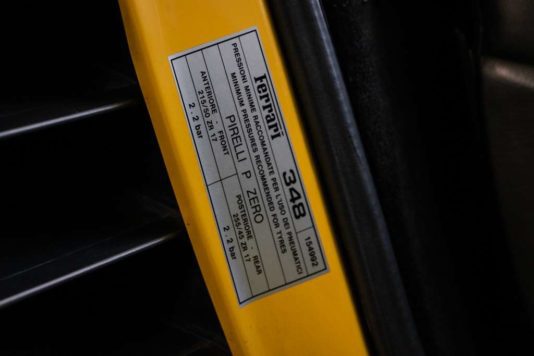 Ferrari 348 154992
PRESSIONI MINIME RACCOMANDATE PER L'USO DEI PNEUMATICI
MINIMUM PRESSURES RECOMMENDED FOR TYRES
PIRELLI P ZERO
ANTERIORE - FRONT POSTERIORE - REAR
215/50 ZR 17 255/45 ZR 17
2.2 bar 2.2 bar